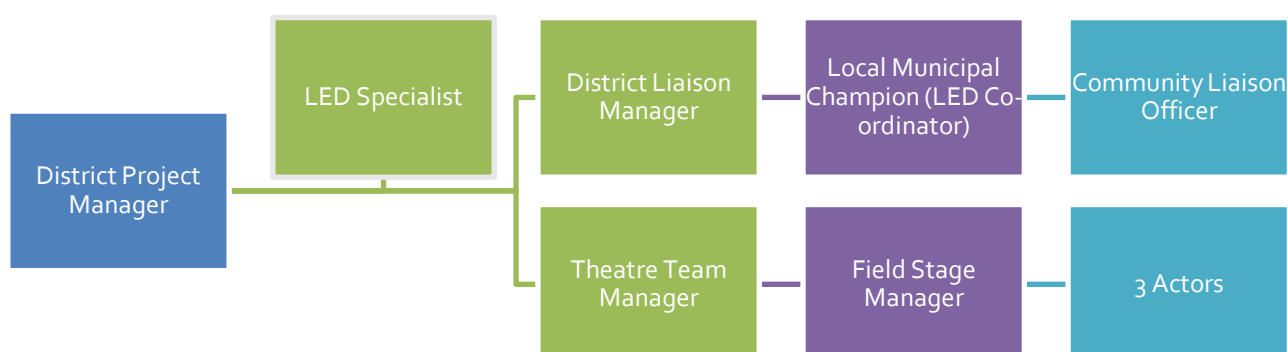 District Project
Manager
LED Specialist
District Liaison
Manager
Local Municipal
Champion (LED Co-
ordinator)
Community Liaison
Officer
Theatre Team
Manager
Field Stage
Manager
3 Actors